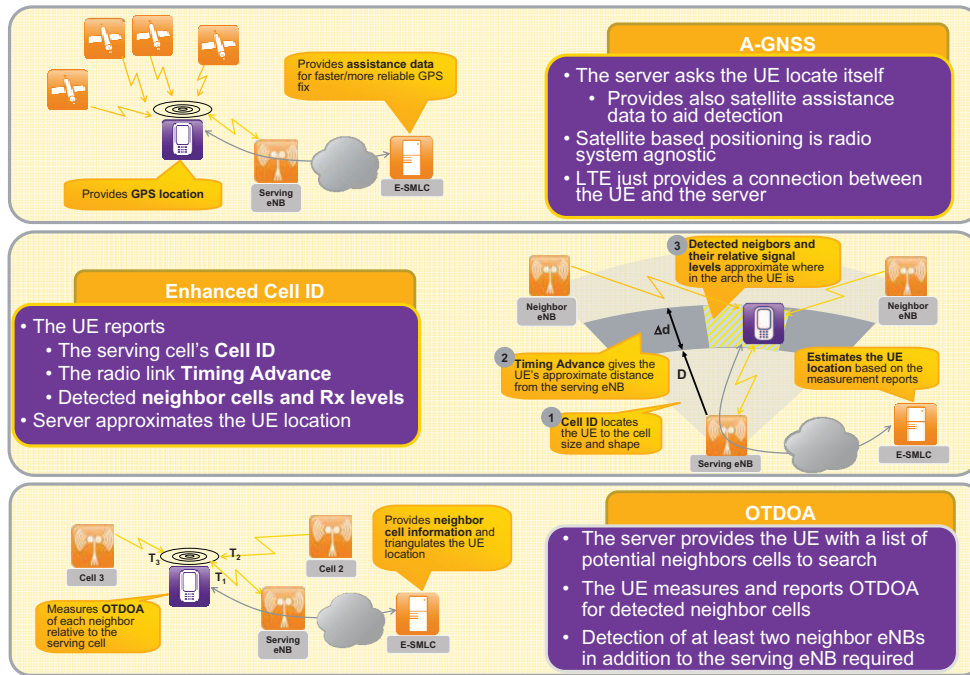 Provides assistance data
for faster/more reliable GPS
fix
Provides GPS location
Serving
eNB
E-SMLC
A-GNSS
• The server asks the UE locate itself
• Provides also satellite assistance
data to aid detection
• Satellite based positioning is radio
system agnostic
• LTE just provides a connection between
the UE and the server
Enhanced Cell ID
• The UE reports
• The serving cell's Cell ID
• The radio link Timing Advance
• Detected neighbor cells and Rx levels
• Server approximates the UE location
3 Detected neigbors and
their relative signal
levels approximate where
in the arch the UE is
Neighbor
eNB
Neighbor
eNB
Δd
D
2 Timing Advance gives the
UE's approximate distance
from the serving eNB
Estimates the UE
location based on the
measurement reports
1 Cell ID locates
the UE to the cell
size and shape
Serving eNB
E-SMLC
Provides neighbor
cell information and
triangulates the UE
location
Cell 3
T3
T2
T1
Cell 2
Measures OTDOA
of each neighbor
relative to the
serving cell
Serving
eNB
E-SMLC
OTDOA
• The server provides the UE with a list of
potential neighbors cells to search
• The UE measures and reports OTDOA
for detected neighbor cells
• Detection of at least two neighbor eNBs
in addition to the serving eNB required